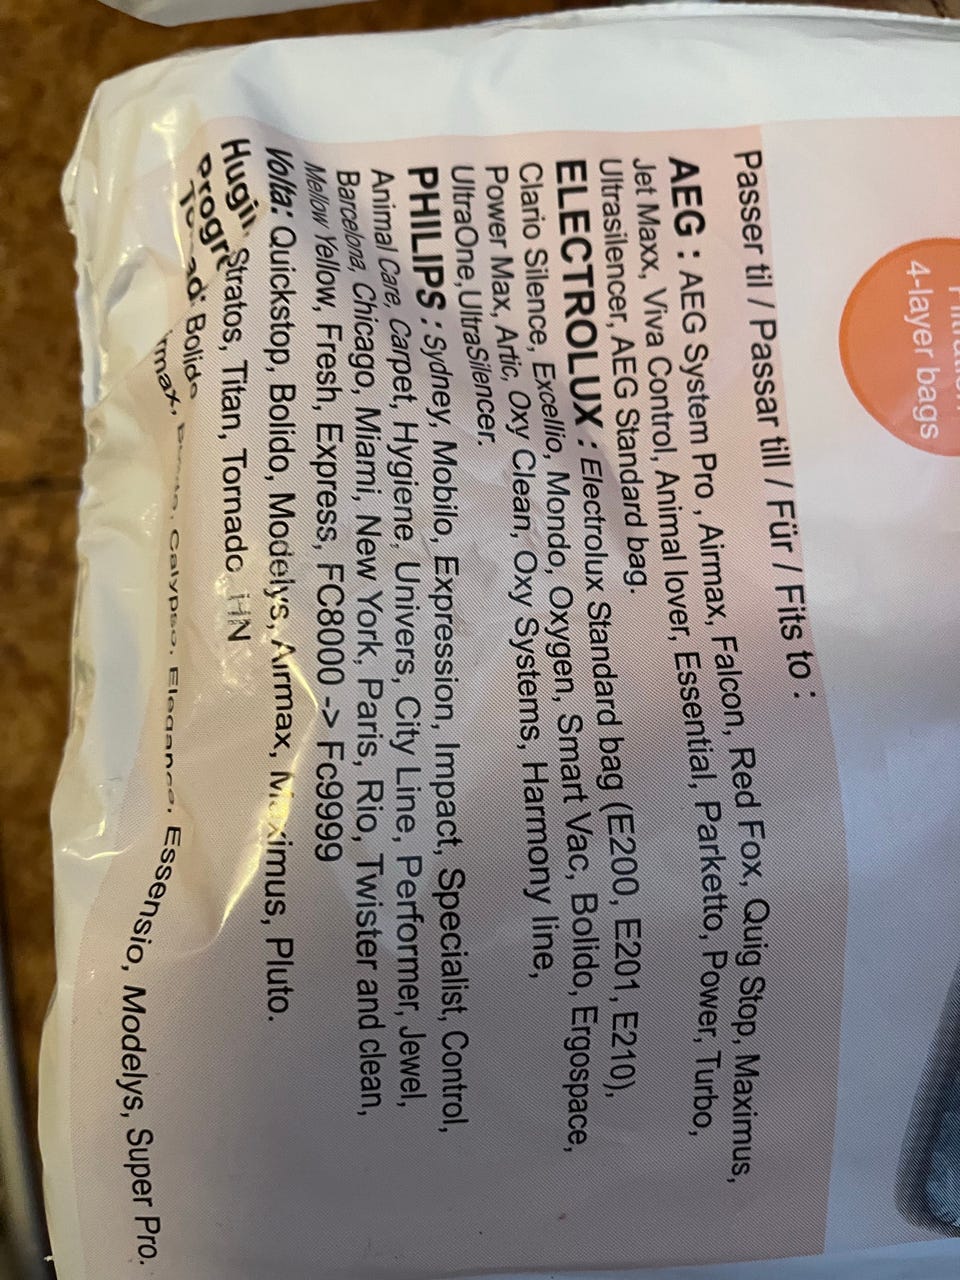 4-layer bags
Passer til / Passar till / Für / Fits to :
AEG : AEG System Pro , Airmax, Falcon, Red Fox, Quig Stop, Maximus,
Jet Maxx, Viva Control, Animal lover, Essential, Parketto, Power, Turbo,
Ultrasilencer, AEG Standard bag.
ELECTROLUX : Electrolux Standard bag (E200, E201, E210),
Clario Silence, Excellio, Mondo, Oxygen, Smart Vac, Bolido, Ergospace,
Power Max, Artic, Oxy Clean, Oxy Systems, Harmony line,
UltraOne, UltraSilencer.
PHILIPS : Sydney, Mobilo, Expression, Impact, Specialist, Control,
Animal Care, Carpet, Hygiene, Univers, City Line, Performer, Jewel,
Barcelona, Chicago, Miami, New York, Paris, Rio, Twister and clean,
Mellow Yellow, Fresh, Express, FC8000 -> Fc9999
Volta: Quickstop, Bolido, Modelys, Airmax, Maximus, Pluto.
Stratos, Titan, Tornado HN
Bolido Calypso, Elegance, Essensio, Modelys, Super Pro.